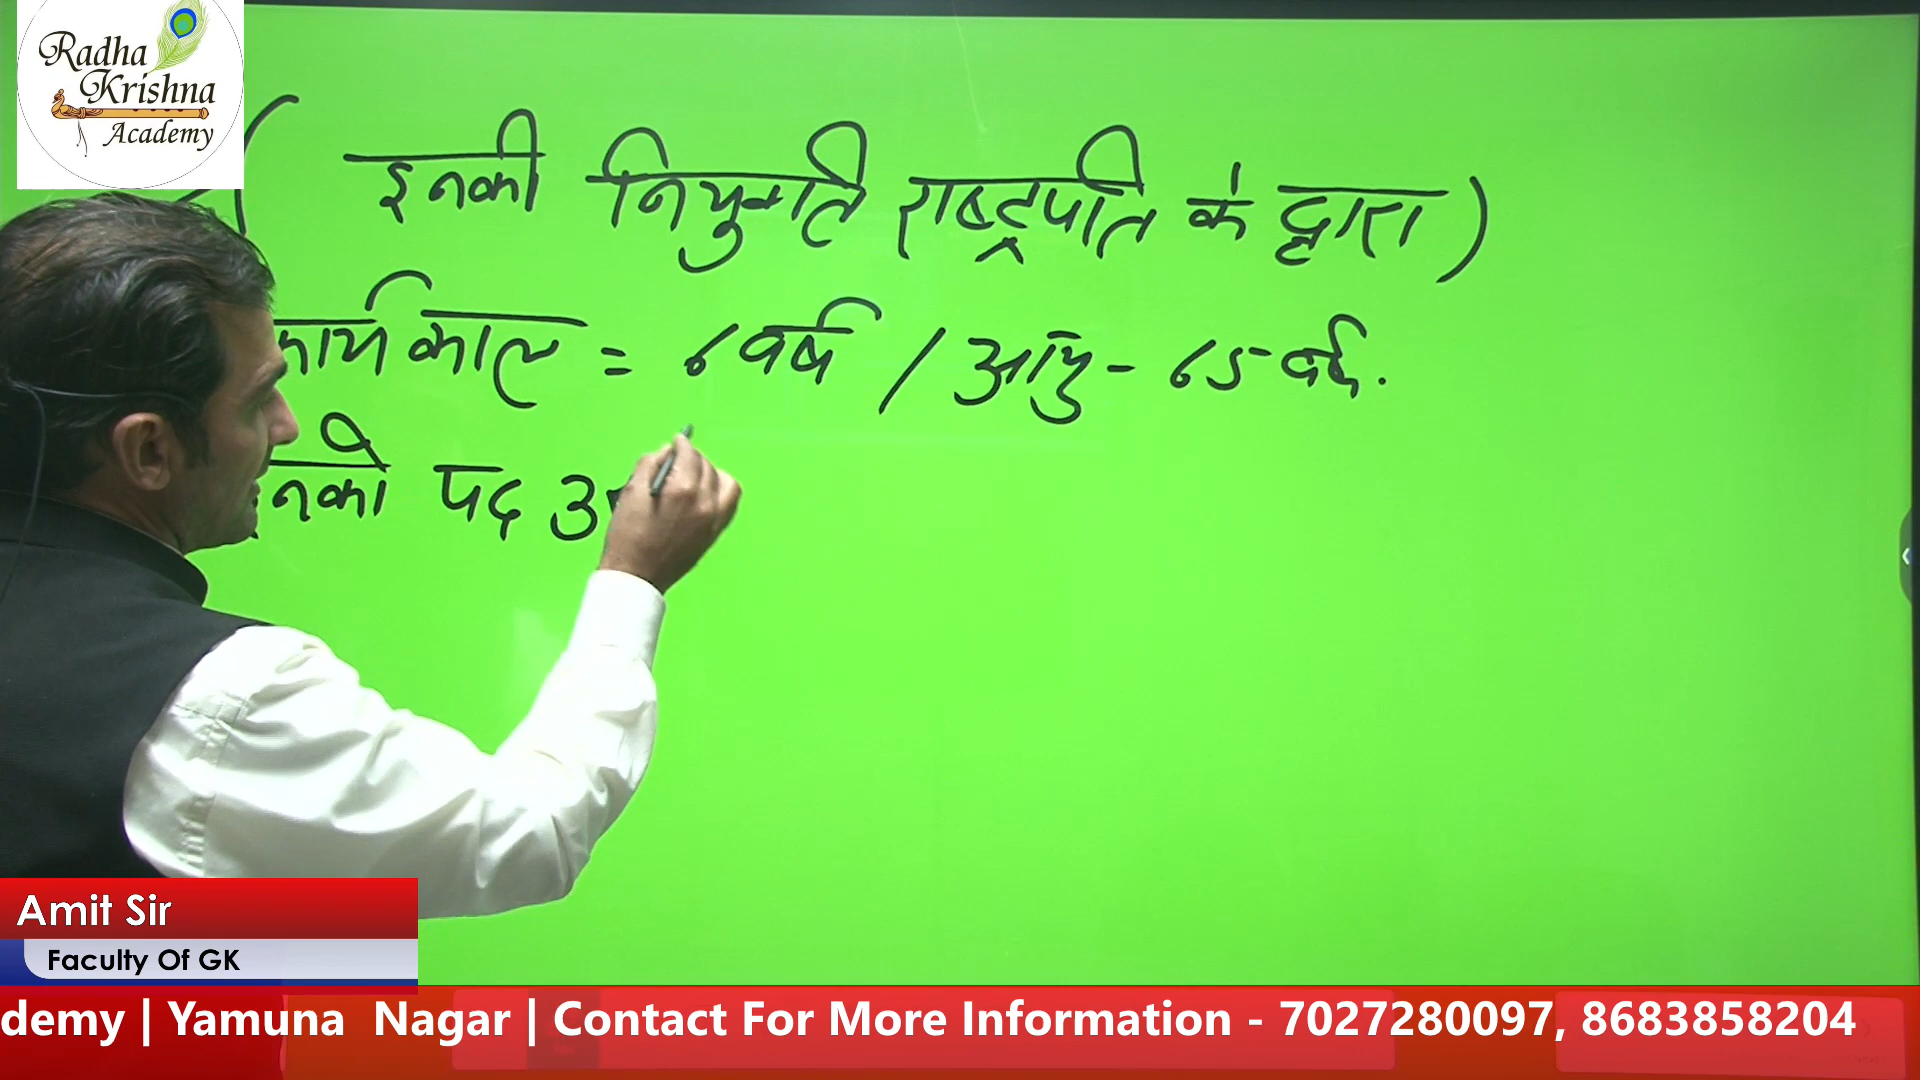 Radha
Krishna
Academy
( इनकी नियुक्ति राष्ट्रपति के द्वारा )
कार्यकाल = 6 वर्ष / आयु - 65 वर्ष.
इनको पद
Amit Sir
Faculty Of GK
demy | Yamuna Nagar | Contact For More Information - 7027280097, 8683858204